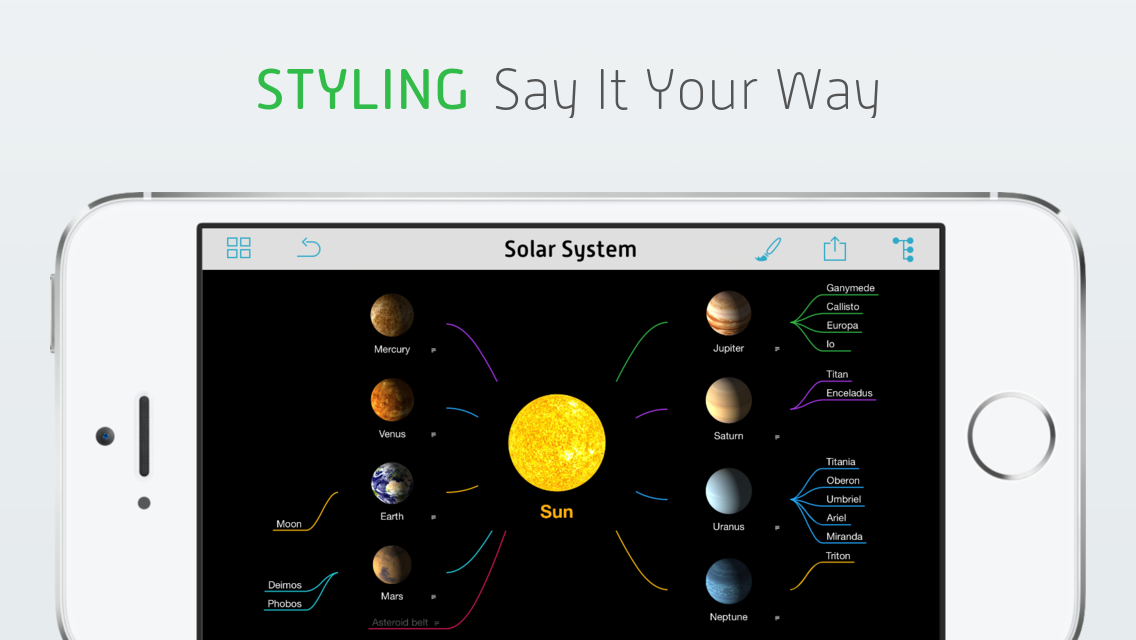 STYLING Say It Your Way
Solar System
Mercury
Venus
Earth
Moon
Mars
Deimos
Phobos
Asteroid belt
Sun
Jupiter
Ganymede
Callisto
Europa
Io
Saturn
Titan
Enceladus
Uranus
Titania
Oberon
Umbriel
Ariel
Miranda
Neptune
Triton